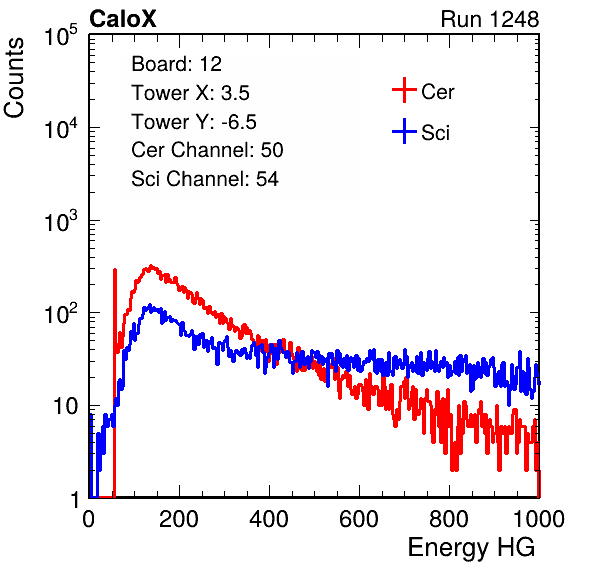 CaloX Run 1248
Counts
10^5
10^4
10^3
10^2
10
1
Board: 12
Tower X: 3.5
Tower Y: -6.5
Cer Channel: 50
Sci Channel: 54
Cer
Sci
0 200 400 600 800 1000
Energy HG